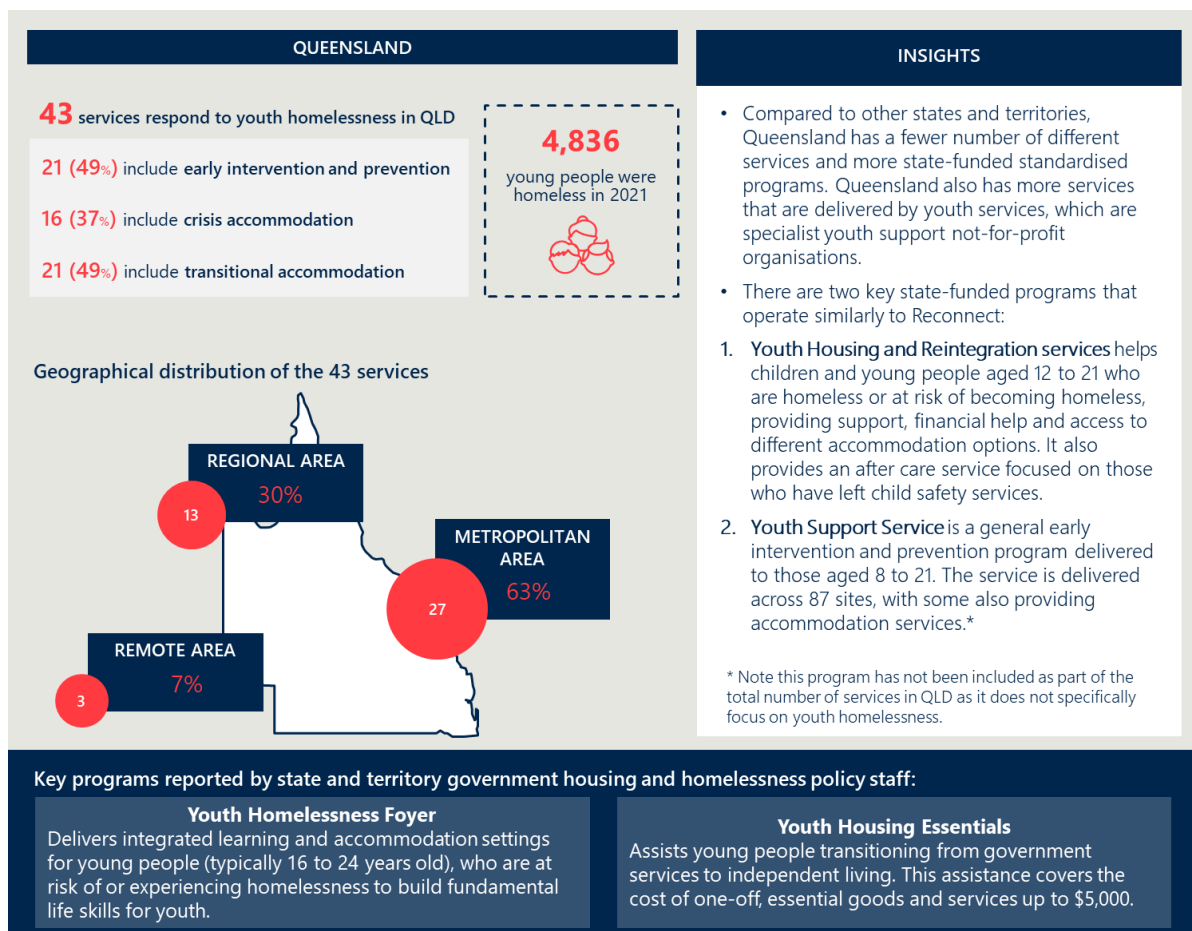 QUEENSLAND
43 services respond to youth homelessness in QLD
21 (49%) include early intervention and prevention
16 (37%) include crisis accommodation
21 (49%) include transitional accommodation
4,836
young people were
homeless in 2021
Geographical distribution of the 43 services
REGIONAL AREA
30%
13
METROPOLITAN
AREA
63%
27
REMOTE AREA
7%
3
INSIGHTS
• Compared to other states and territories,
Queensland has a fewer number of different
services and more state-funded standardised
programs. Queensland also has more services
that are delivered by youth services, which are
specialist youth support not-for-profit
organisations.
• There are two key state-funded programs that
operate similarly to Reconnect:
1. Youth Housing and Reintegration services helps
children and young people aged 12 to 21 who
are homeless or at risk of becoming homeless,
providing support, financial help and access to
different accommodation options. It also
provides an after care service focused on those
who have left child safety services.
2. Youth Support Service is a general early
intervention and prevention program delivered
to those aged 8 to 21. The service is delivered
across 87 sites, with some also providing
accommodation services.*
* Note this program has not been included as part of the
total number of services in QLD as it does not specifically
focus on youth homelessness.
Key programs reported by state and territory government housing and homelessness policy staff:
Youth Homelessness Foyer
Delivers integrated learning and accommodation settings
for young people (typically 16 to 24 years old), who are at
risk of or experiencing homelessness to build fundamental
life skills for youth.
Youth Housing Essentials
Assists young people transitioning from government
services to independent living. This assistance covers the
cost of one-off, essential goods and services up to $5,000.